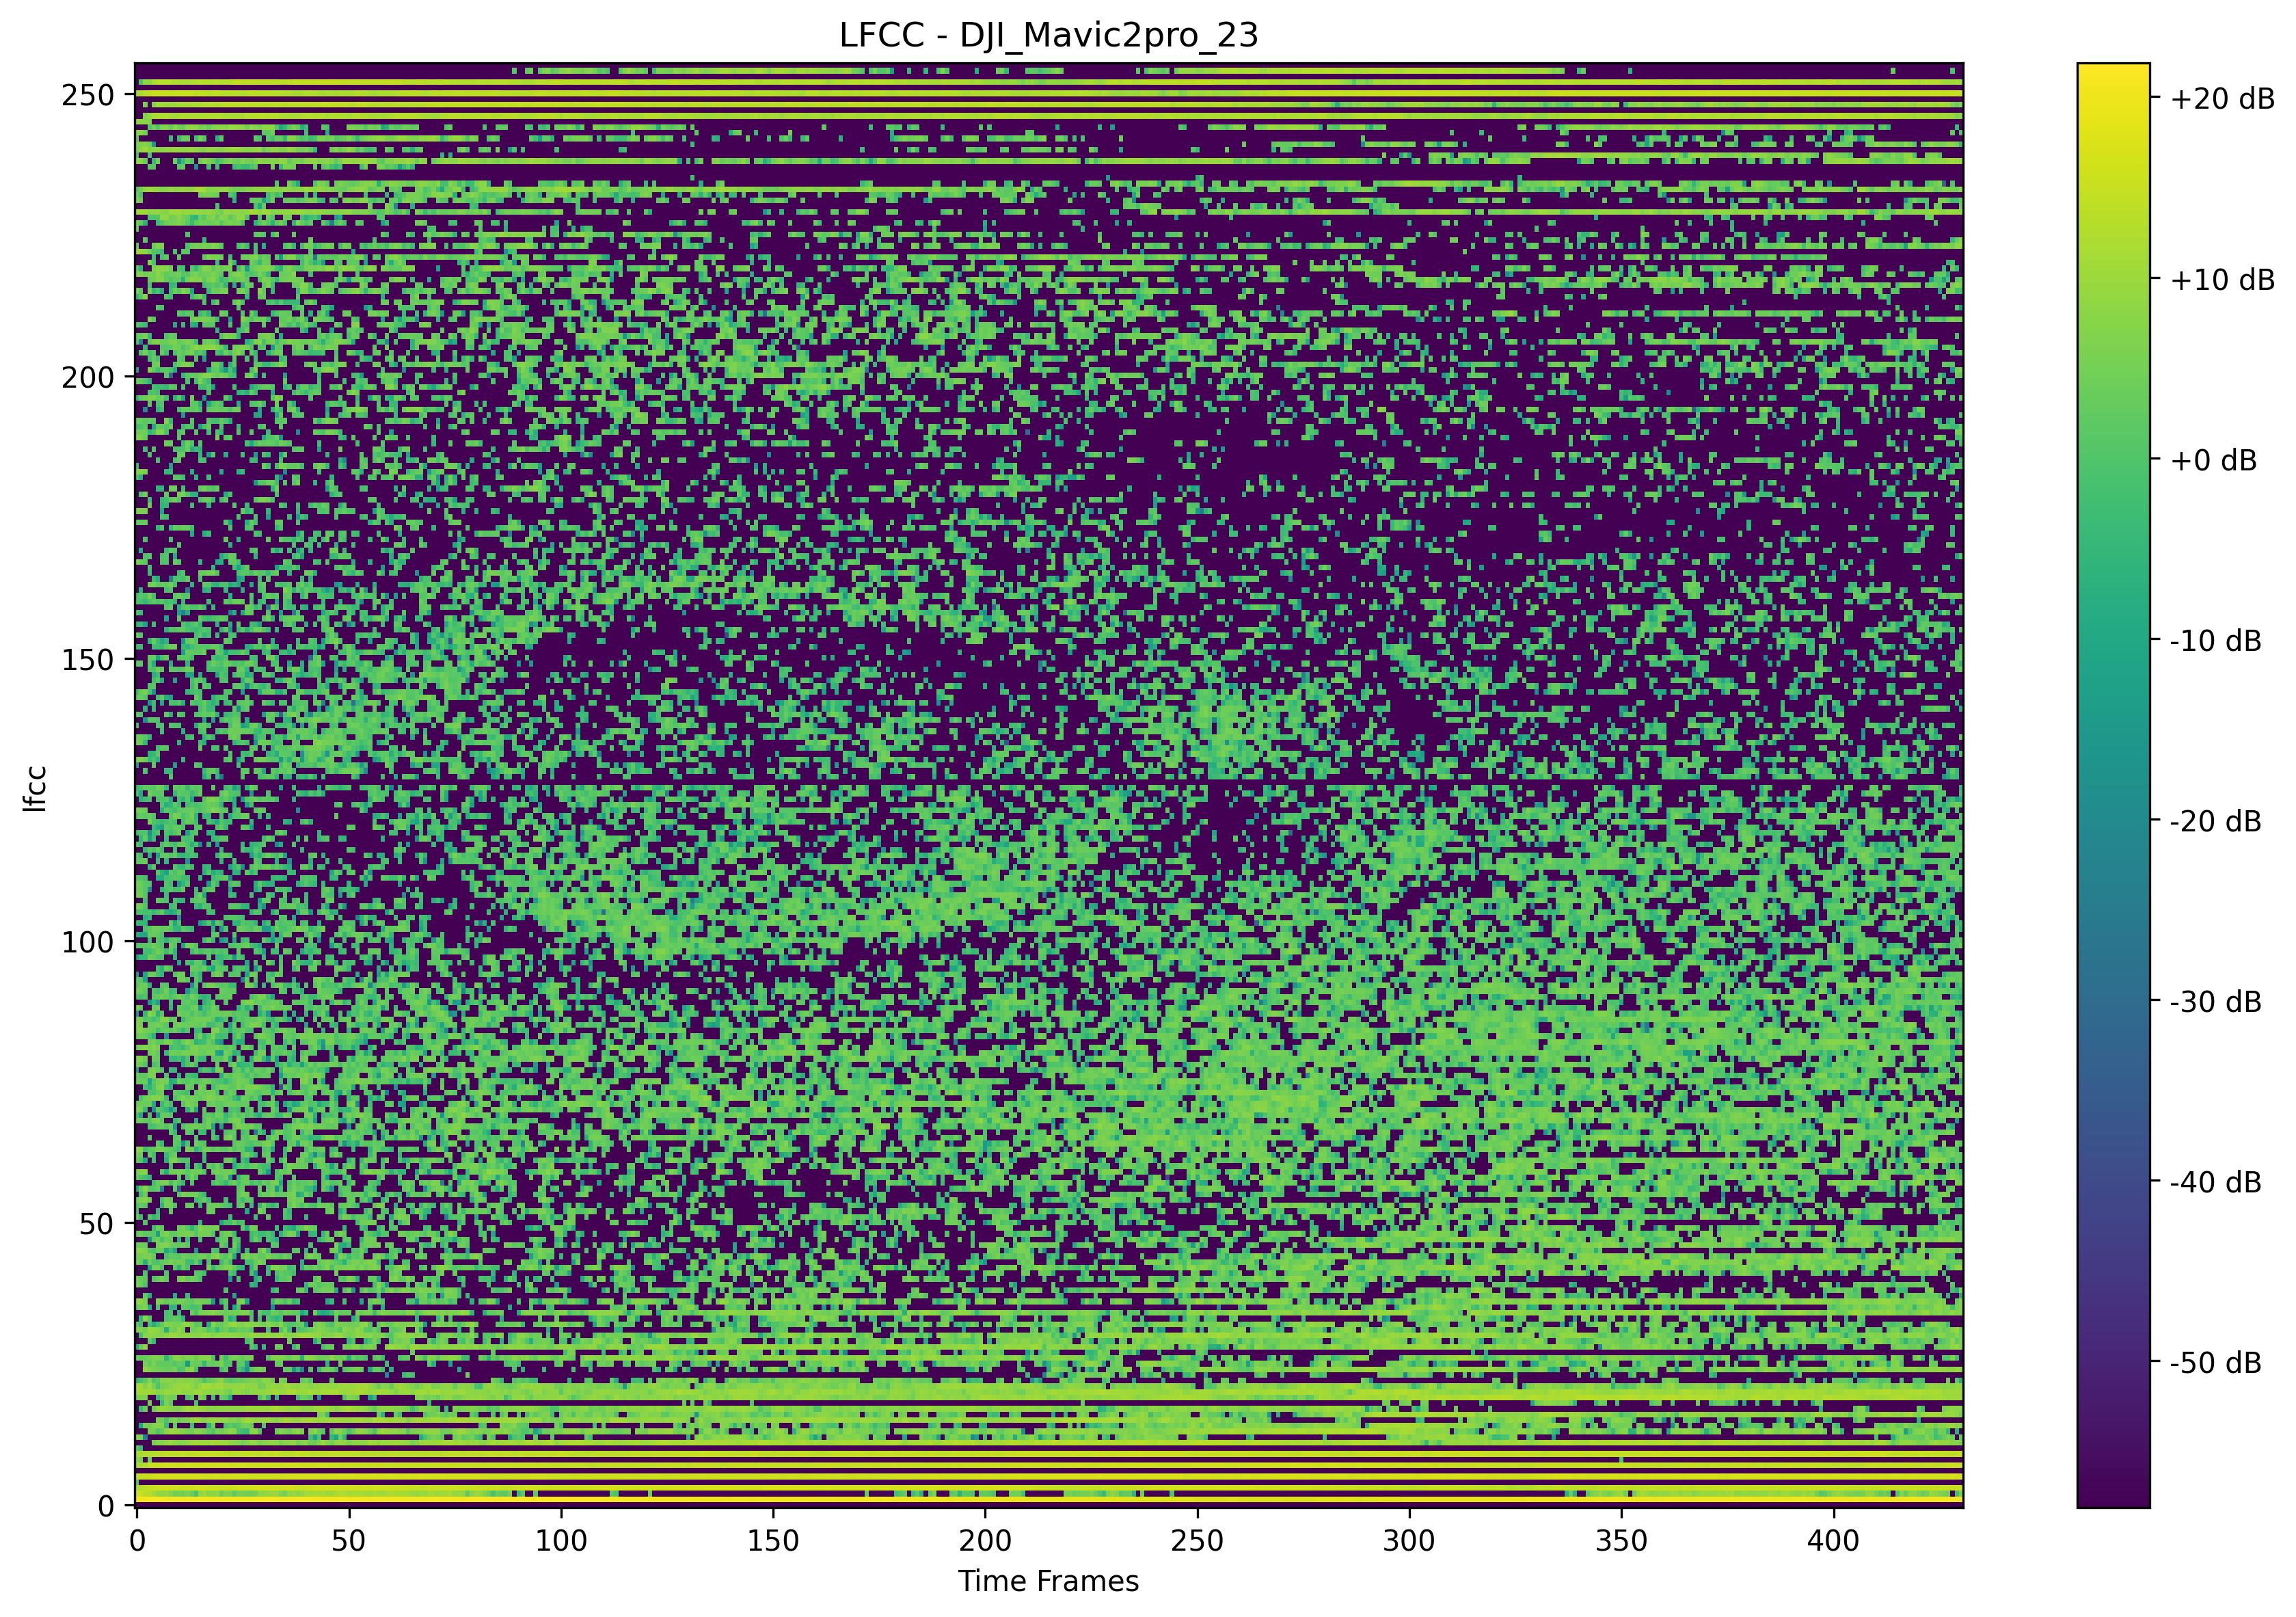 LFCC - DJI_Mavic2pro_23
250
200
150
100
50
0
lfcc
0 50 100 150 200 250 300 350 400
Time Frames
+20 dB
+10 dB
+0 dB
-10 dB
-20 dB
-30 dB
-40 dB
-50 dB